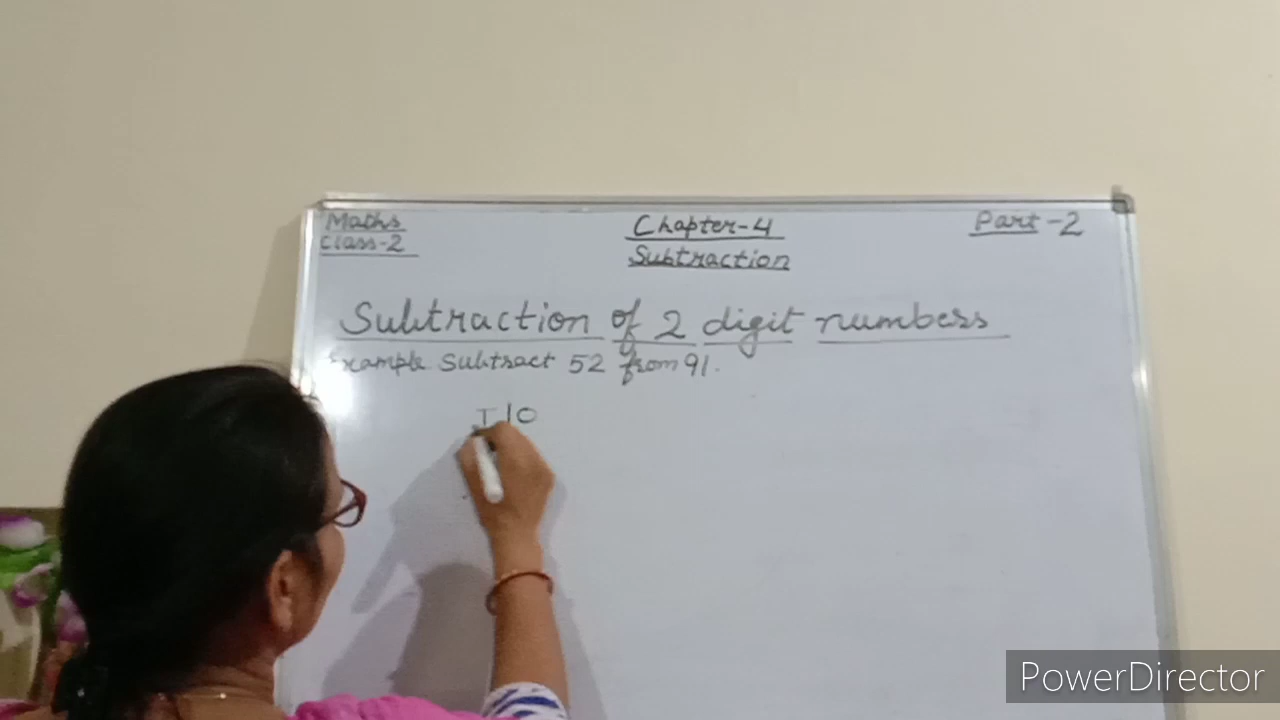 Maths
Class-2
Chapter-4
Subtraction
Part-2
Subtraction of 2 digit numbers
Example. Subtract 52 from 91.
T|O
PowerDirector